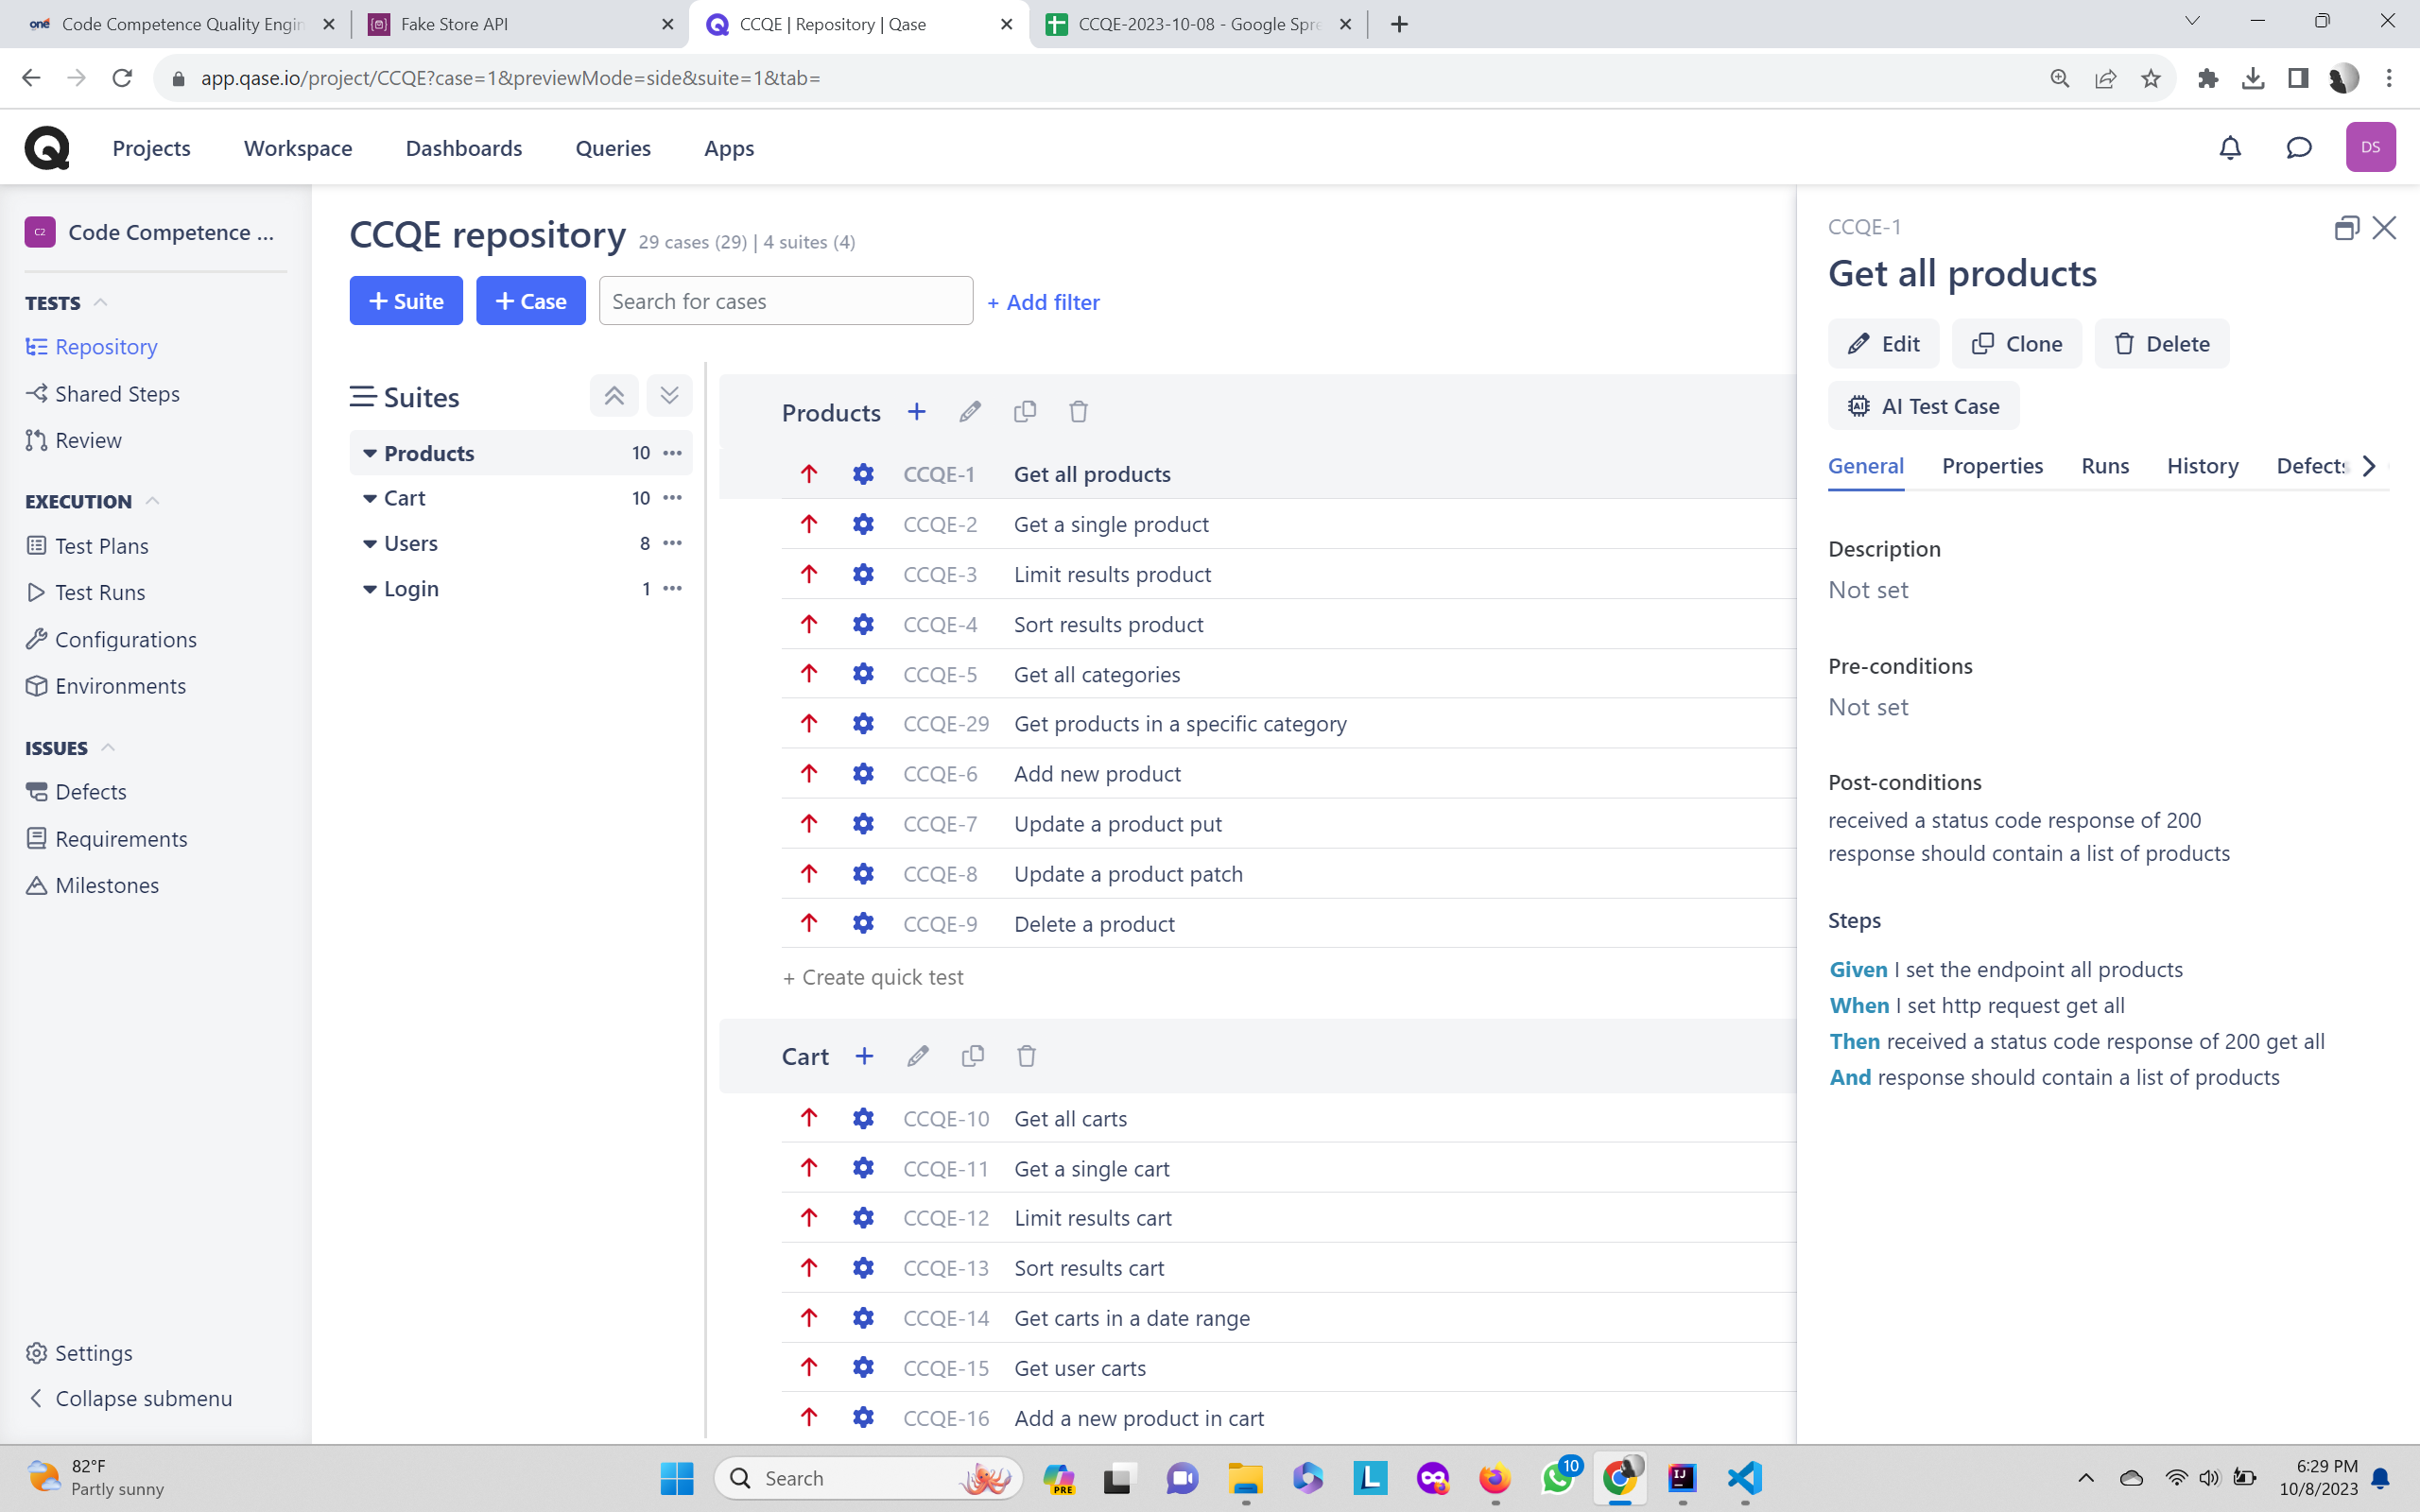 one Code Competence Quality Engin
Fake Store API
CCQE | Repository | Qase
CCQE-2023-10-08 - Google Spre
app.qase.io/project/CCQE?case=1&previewMode=side&suite=1&tab=
Projects
Workspace
Dashboards
Queries
Apps
DS
C2 Code Competence ...
TESTS
Repository
Shared Steps
Review
EXECUTION
Test Plans
Test Runs
Configurations
Environments
ISSUES
Defects
Requirements
Milestones
Settings
Collapse submenu
CCQE repository 29 cases (29) | 4 suites (4)
+ Suite
+ Case
Search for cases
+ Add filter
Suites
Products 10 •••
Cart 10 •••
Users 8 •••
Login 1 •••
Products +
CCQE-1 Get all products
CCQE-2 Get a single product
CCQE-3 Limit results product
CCQE-4 Sort results product
CCQE-5 Get all categories
CCQE-29 Get products in a specific category
CCQE-6 Add new product
CCQE-7 Update a product put
CCQE-8 Update a product patch
CCQE-9 Delete a product
+ Create quick test
Cart +
CCQE-10 Get all carts
CCQE-11 Get a single cart
CCQE-12 Limit results cart
CCQE-13 Sort results cart
CCQE-14 Get carts in a date range
CCQE-15 Get user carts
CCQE-16 Add a new product in cart
CCQE-1
Get all products
Edit
Clone
Delete
AI AI Test Case
General Properties Runs History Defects
Description
Not set
Pre-conditions
Not set
Post-conditions
received a status code response of 200
response should contain a list of products
Steps
Given I set the endpoint all products
When I set http request get all
Then received a status code response of 200 get all
And response should contain a list of products
82°F
Partly sunny
Search
PRE
L
10
IJ
6:29 PM
10/8/2023